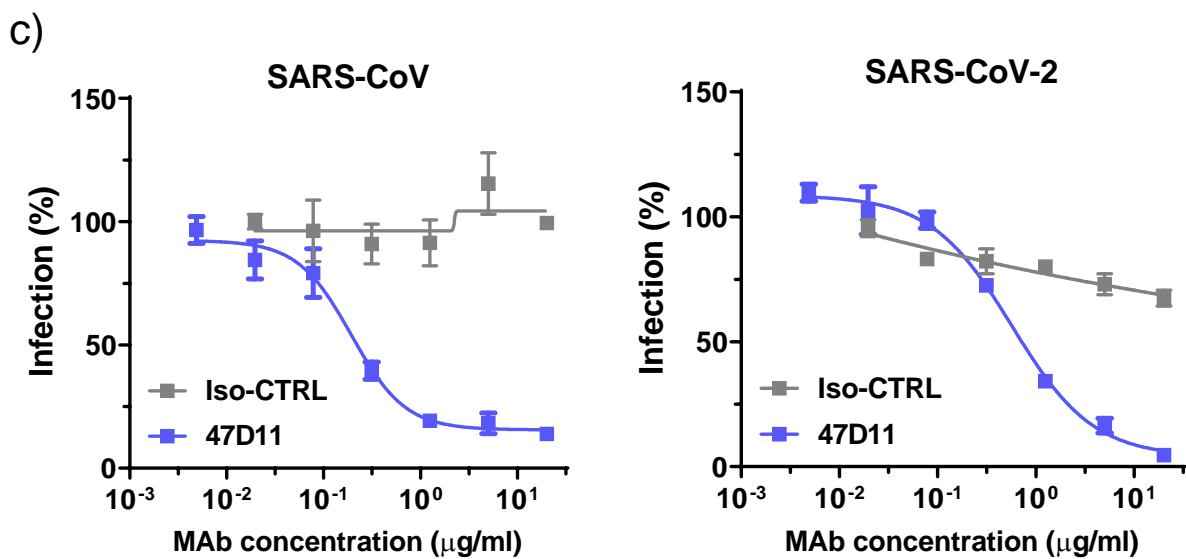 c)
SARS-CoV
150
100
50
0
Infection (%)
Iso-CTRL
47D11
10⁻³ 10⁻² 10⁻¹ 10⁰ 10¹
MAb concentration (μg/ml)
SARS-CoV-2
150
100
50
0
Infection (%)
Iso-CTRL
47D11
10⁻³ 10⁻² 10⁻¹ 10⁰ 10¹
MAb concentration (μg/ml)